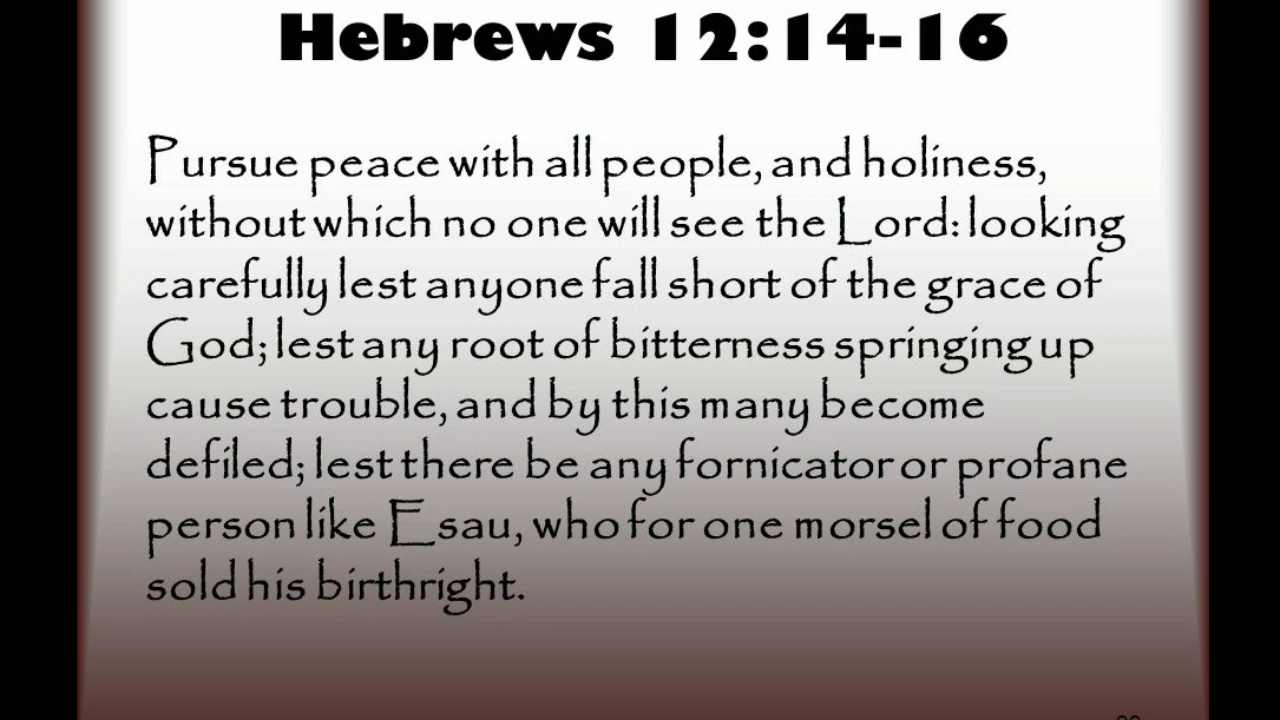 Hebrews 12:14-16
Pursue peace with all people, and holiness,
without which no one will see the Lord: looking
carefully lest anyone fall short of the grace of
God; lest any root of bitterness springing up
cause trouble, and by this many become
defiled; lest there be any fornicator or profane
person like Esau, who for one morsel of food
sold his birthright.